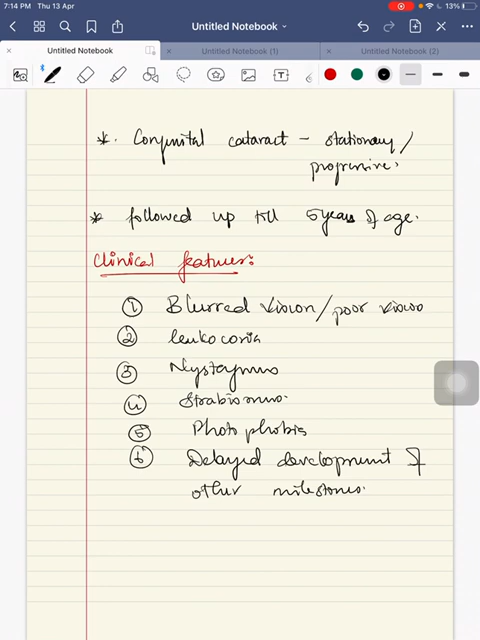 7:14 PM Thu 13 Apr
13%
Untitled Notebook
Untitled Notebook
Untitled Notebook (1)
Untitled Notebook (2)
*. Congenital cataract - stationary/
progressive.
* followed up till 5 years of age.
Clinical features:
1 Blurred vision/poor vision
2 leukocoria
3 Nystagmus
4 Strabismus.
5 Photophobia
6 Delayed development of
other milestones.